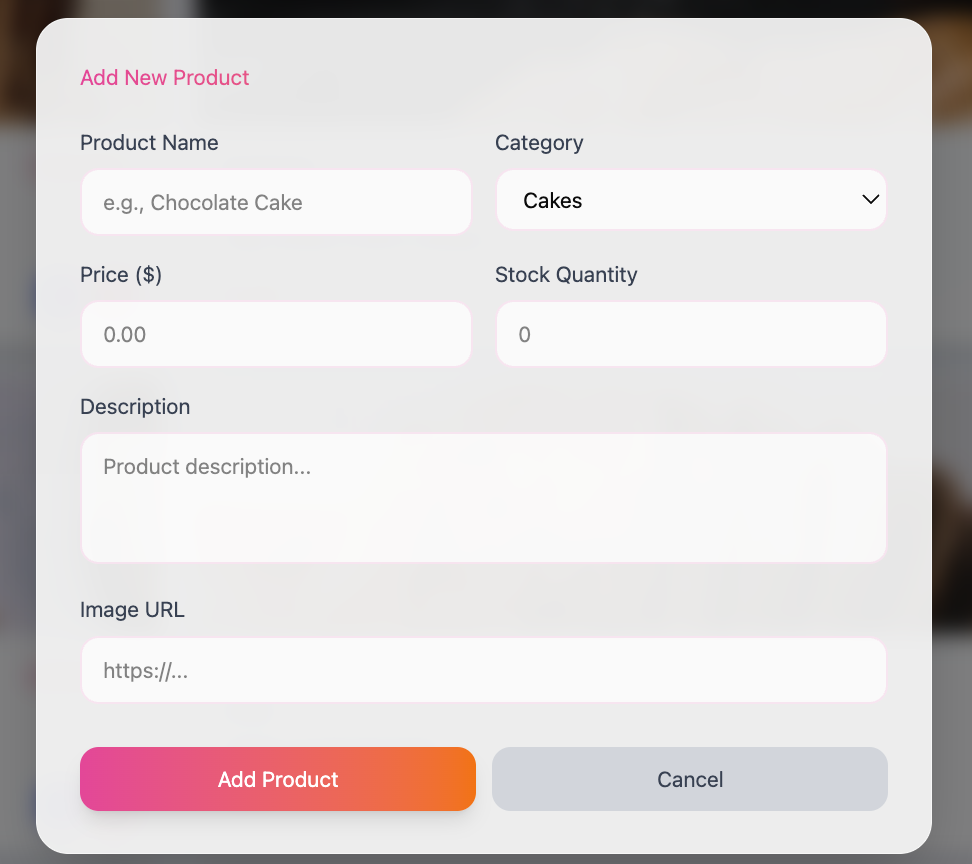 Add New Product
Product Name
Category
e.g., Chocolate Cake
Cakes
Price ($)
Stock Quantity
0.00
0
Description
Product description...
Image URL
https://...
Add Product
Cancel